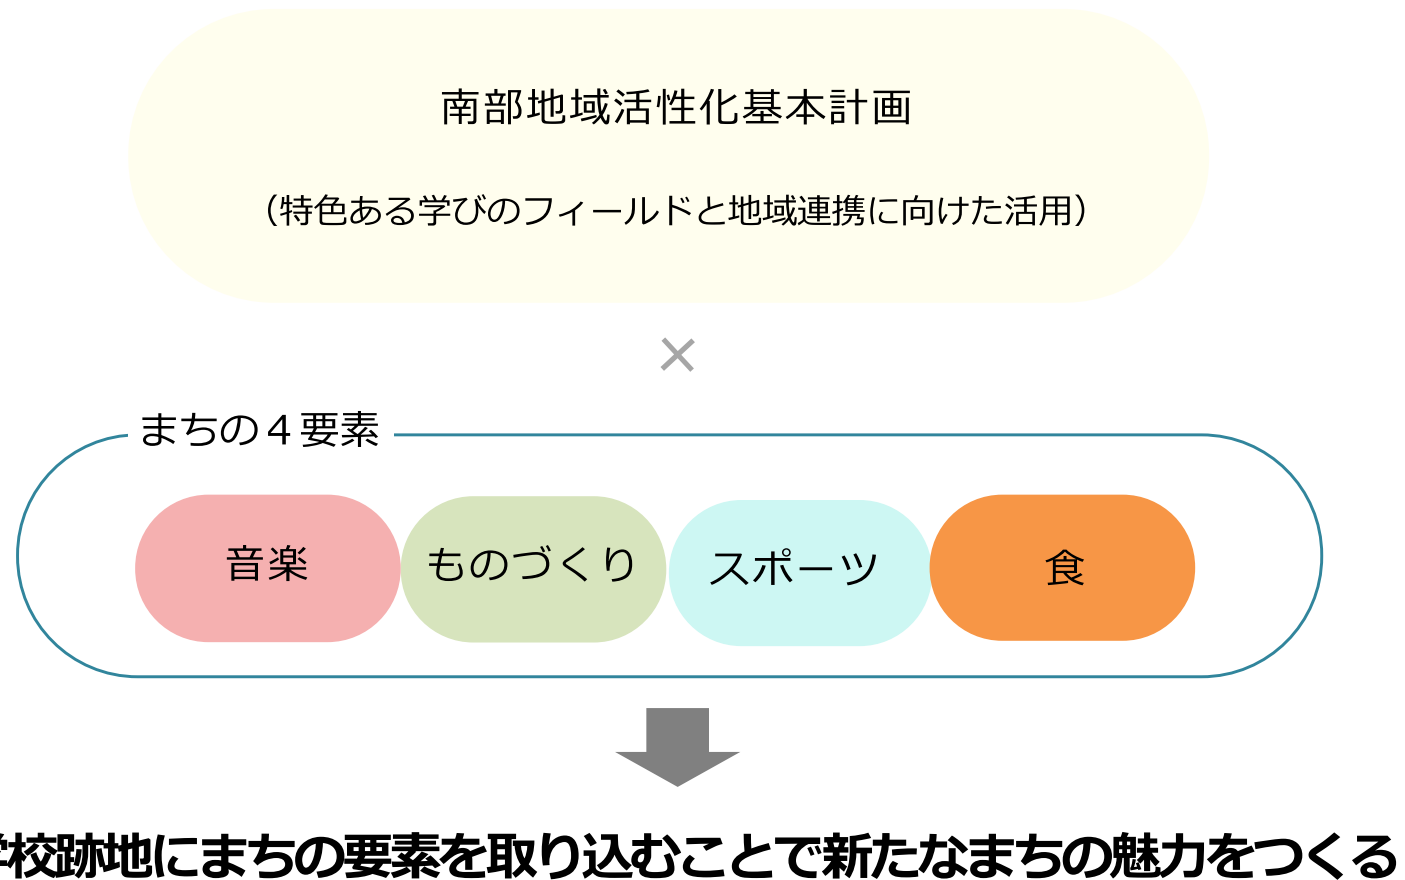 南部地域活性化基本計画
（特色ある学びのフィールドと地域連携に向けた活用）
×
まちの４要素
音楽
ものづくり
スポーツ
食
学校跡地にまちの要素を取り込むことで新たなまちの魅力をつくる